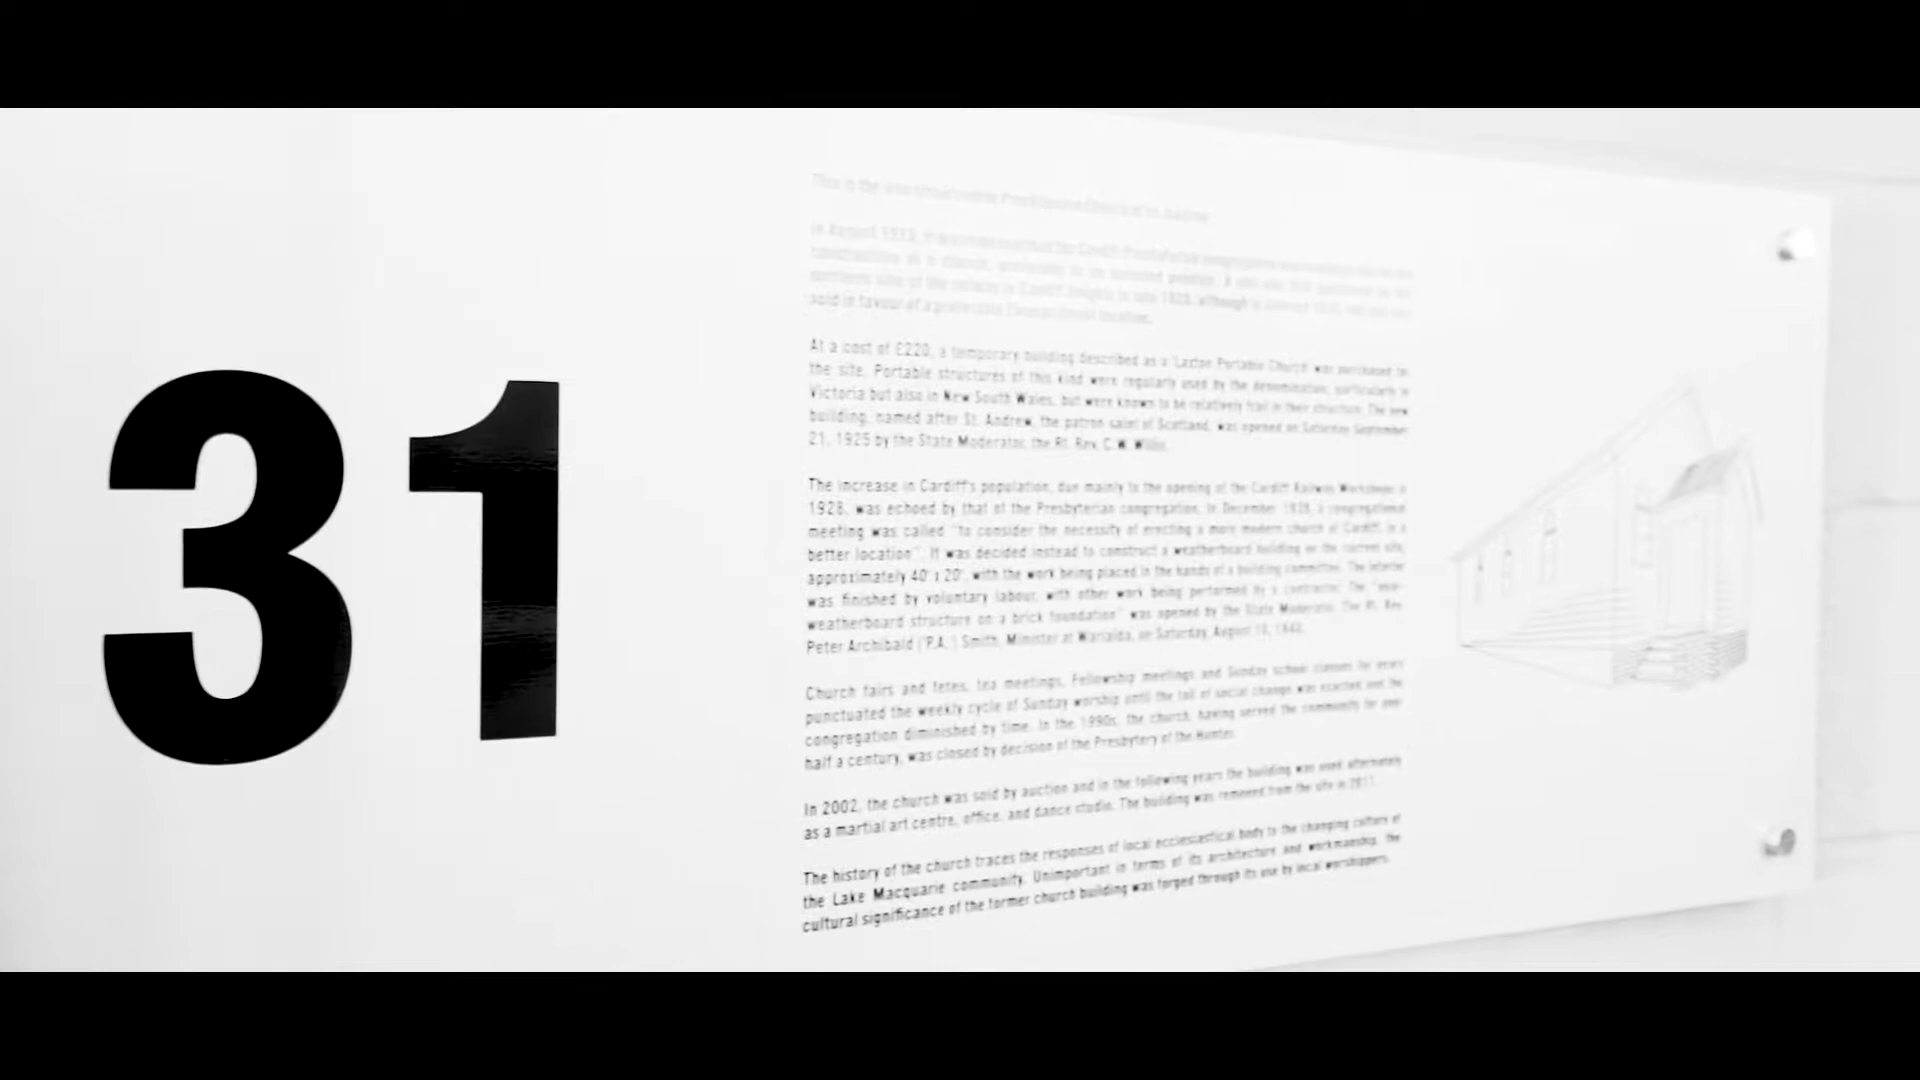 31
This is the
In August
sold in favour of a
At a cost of £220, a temporary building described as a 'Laxton Portable Church' was purchased for
the site. Portable structures of this kind were regularly used by the denomination, particularly in
Victoria but also in New South Wales, but were known to be relatively frail in their structure. The new
building, named after St. Andrew, the patron saint of Scotland, was opened on Saturday September
21, 1925 by the State Moderator, the Rt. Rev. C. W. Willis.
The increase in Cardiff's population, due mainly to the opening of the Cardiff Railway Workshops in
1928, was echoed by that of the Presbyterian congregation. In December 1939, a congregational
meeting was called "to consider the necessity of erecting a more modern church at Cardiff, in a
better location". It was decided instead to construct a weatherboard building on the current site,
approximately 40' x 20', with the work being placed in the hands of a building committee. The interior
was finished by voluntary labour, with other work being performed by a contractor. The "neat
weatherboard structure on a brick foundation" was opened by the State Moderator, The Rt. Rev.
Peter Archibald ('P.A.') Smith, Minister at Warialda, on Saturday, August 10, 1940.
Church fairs and fetes, tea meetings, Fellowship meetings and Sunday school classes for years
punctuated the weekly cycle of Sunday worship until the toll of social change was exacted and the
congregation diminished by time. In the 1990s, the church, having served the community for over
half a century, was closed by decision of the Presbytery of the Hunter.
In 2002, the church was sold by auction and in the following years the building was used alternately
as a martial art centre, office, and dance studio. The building was removed from the site in 2011.
The history of the church traces the responses of local ecclesiastical body to the changing culture of
the Lake Macquarie community. Unimportant in terms of its architecture and workmanship, the
cultural significance of the former church building was forged through its use by local worshippers.